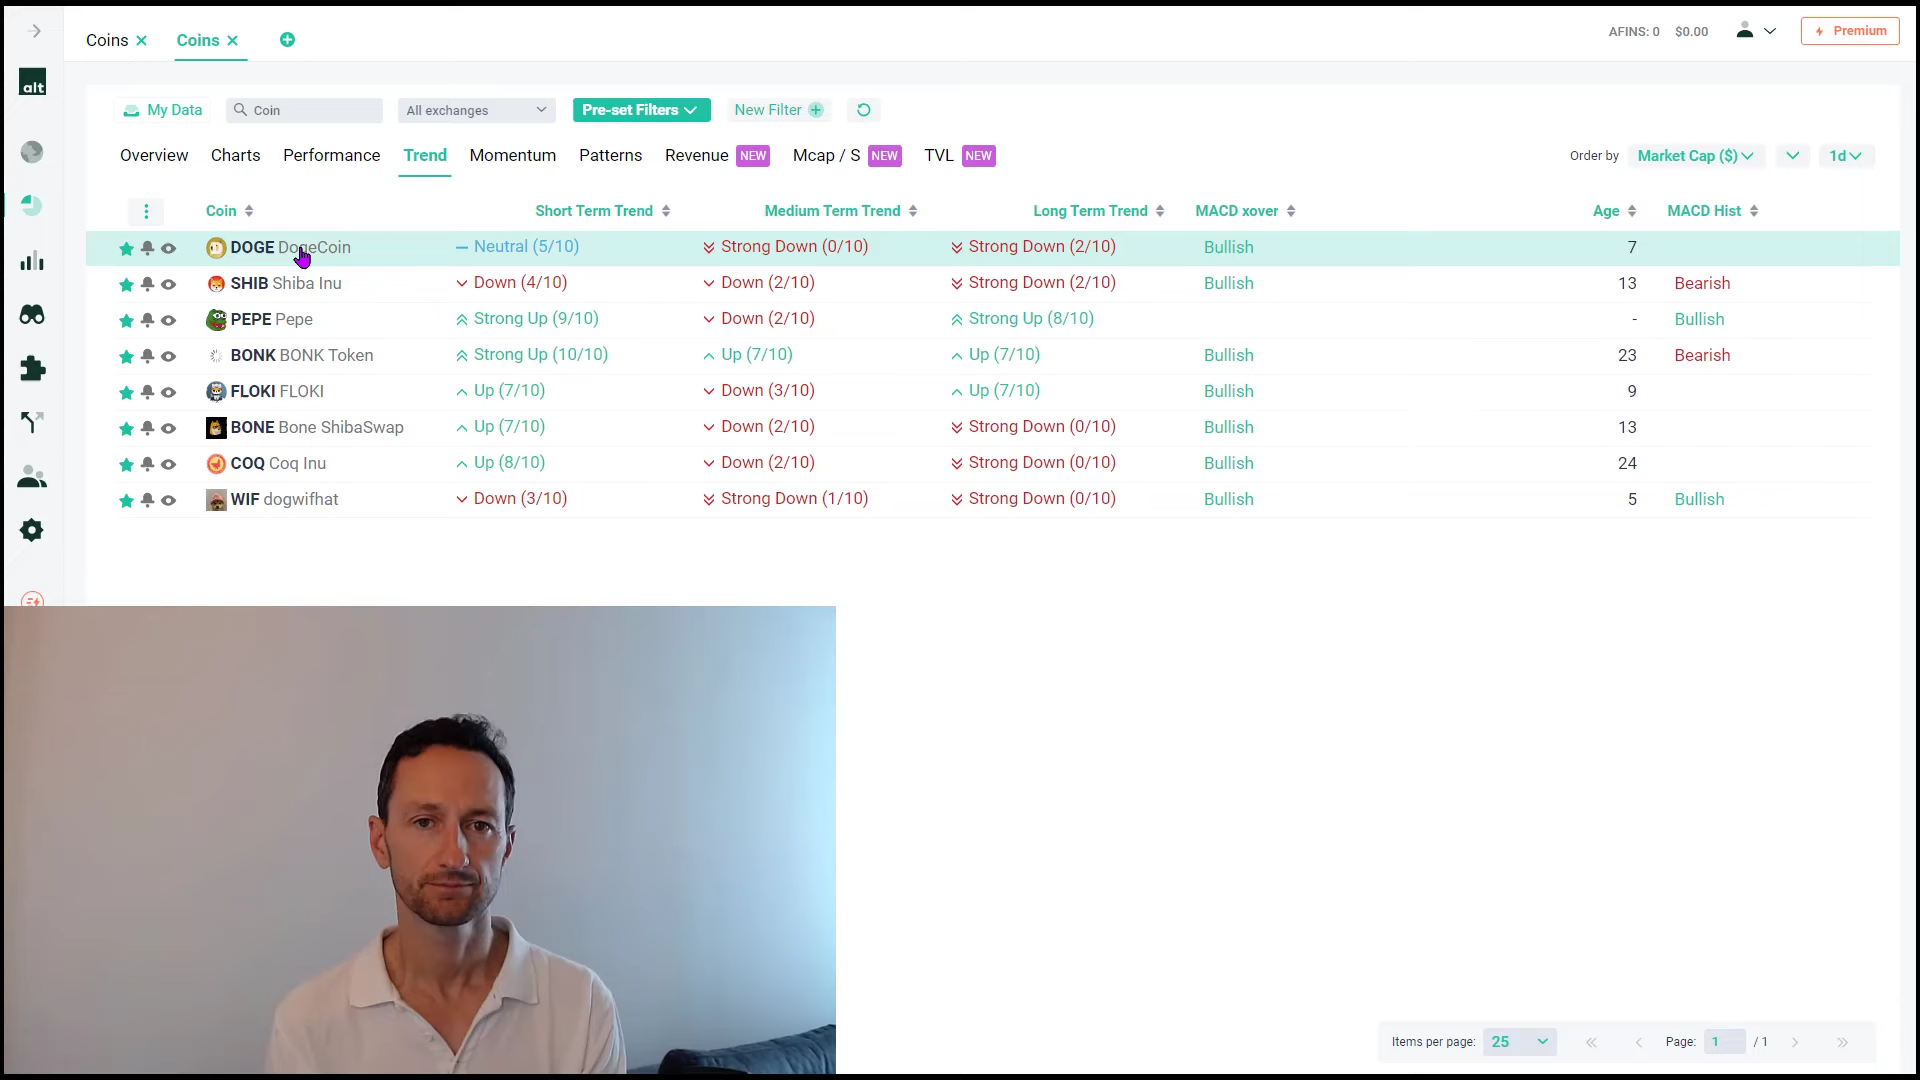 Coins Coins AFINS: 0 $0.00 Premium
alt
My Data Coin All exchanges Pre-set Filters New Filter
Overview Charts Performance Trend Momentum Patterns Revenue NEW Mcap / S NEW TVL NEW Order by Market Cap ($) 1d
Coin Short Term Trend Medium Term Trend Long Term Trend MACD xover Age MACD Hist
DOGE DogeCoin Neutral (5/10) Strong Down (0/10) Strong Down (2/10) Bullish 7
SHIB Shiba Inu Down (4/10) Down (2/10) Strong Down (2/10) Bullish 13 Bearish
PEPE Pepe Strong Up (9/10) Down (2/10) Strong Up (8/10) - Bullish
BONK BONK Token Strong Up (10/10) Up (7/10) Up (7/10) Bullish 23 Bearish
FLOKI FLOKI Up (7/10) Down (3/10) Up (7/10) Bullish 9
BONE Bone ShibaSwap Up (7/10) Down (2/10) Strong Down (0/10) Bullish 13
COQ Coq Inu Up (8/10) Down (2/10) Strong Down (0/10) Bullish 24
WIF dogwifhat Down (3/10) Strong Down (1/10) Strong Down (0/10) Bullish 5 Bullish
Items per page: 25 Page: 1 / 1